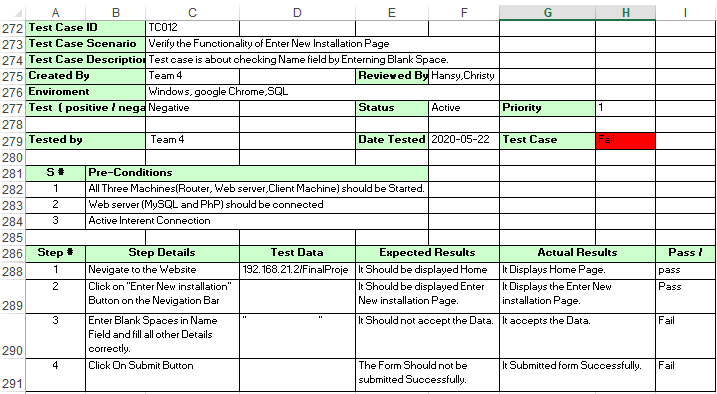 A B C D E F G H I
272 Test Case ID TC012
273 Test Case Scenario Verify the Functionality of Enter New Installation Page
274 Test Case Description Test case is about checking Name field by Enterning Blank Space.
275 Created By Team 4 Reviewed By Hansy,Christy
276 Enviroment Windows, google Chrome,SQL
277 Test ( positive / nega Negative Status Active Priority 1
278
279 Tested by Team 4 Date Tested 2020-05-22 Test Case Fail
280
281 S # Pre-Conditions
282 1 All Three Machines(Router, Web server,Client Machine) should be Started.
283 2 Web server (MySQL and PhP) should be connected
284 3 Active Interent Connection
285
286 Step # Step Details Test Data Expected Results Actual Results Pass /
288 1 Nevigate to the Website 192.168.21.2/FinalProje It Should be displayed Home It Displays Home Page. pass
2 Click on "Enter New installation" It Should be displayed Enter It Displays the Enter New Pass
289 Button on the Nevigation Bar New installation Page. installation Page.
3 Enter Blank Spaces in Name " " It Should not accept the Data. It accepts the Data. Fail
Field and fill all other Details
290 correctly.
4 Click On Submit Button The Form Should not be It Submitted form Successfully. Fail
291 submitted Successfully.